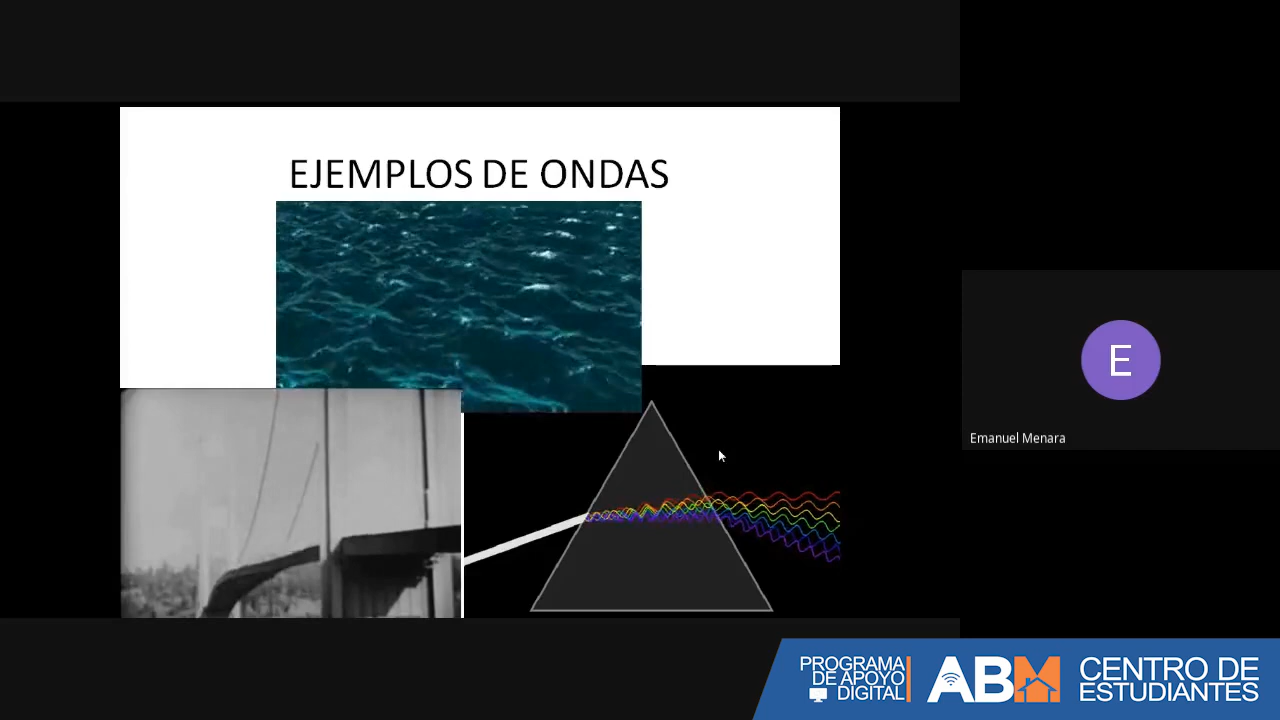 EJEMPLOS DE ONDAS
E
Emanuel Menara
PROGRAMA
DE APOYO
DIGITAL
ABM
CENTRO DE
ESTUDIANTES